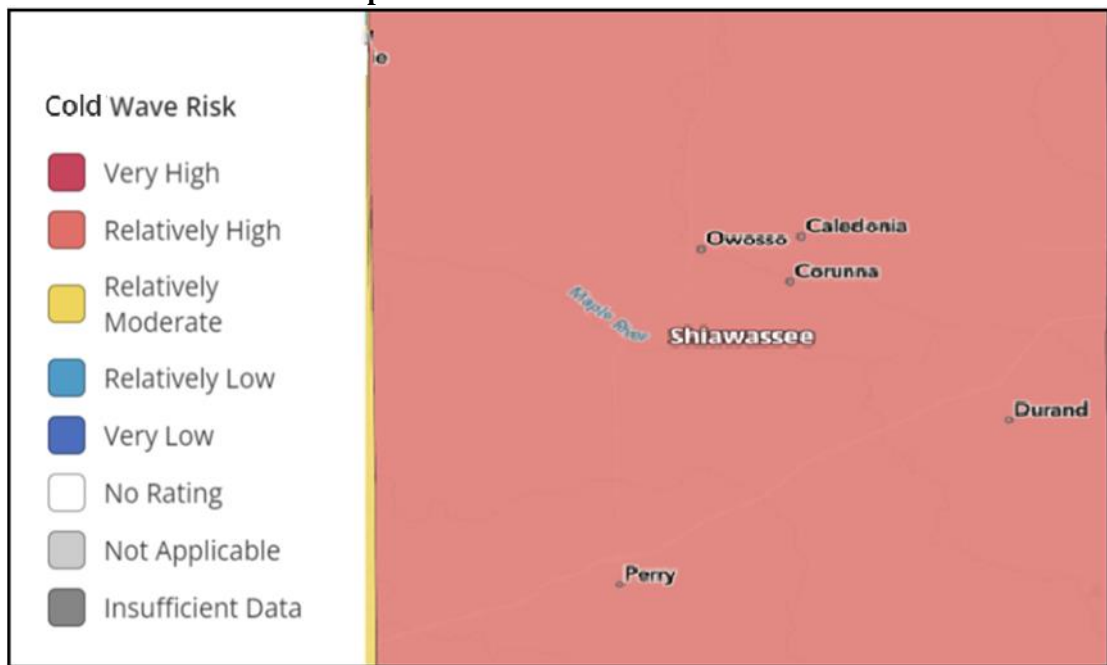 Cold Wave Risk
Very High
Relatively High
Relatively
Moderate
Relatively Low
Very Low
No Rating
Not Applicable
Insufficient Data
ie
Owosso
Caledonia
Corunna
Maple River
Shiawassee
Durand
Perry